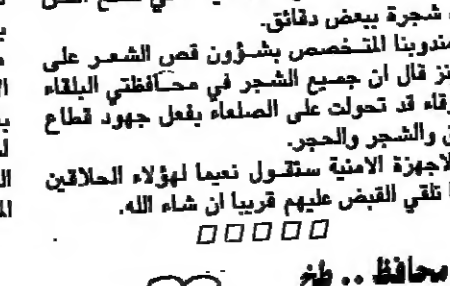 شجرة ببعض دقائق.
مندوبنا المتخصص بشؤون قص الشعر على
نز قال ان جميع الشجر في محافظتي البلقاء
رقاء قد تحولت على الصلعاء بفعل جهود قطاع
ق والشجر والحجر.
لاجهزة الامنية ستقول نعيما لهؤلاء الحلاقين
ا تلقي القبض عليهم قريبا ان شاء الله.
محافظ .. طخ